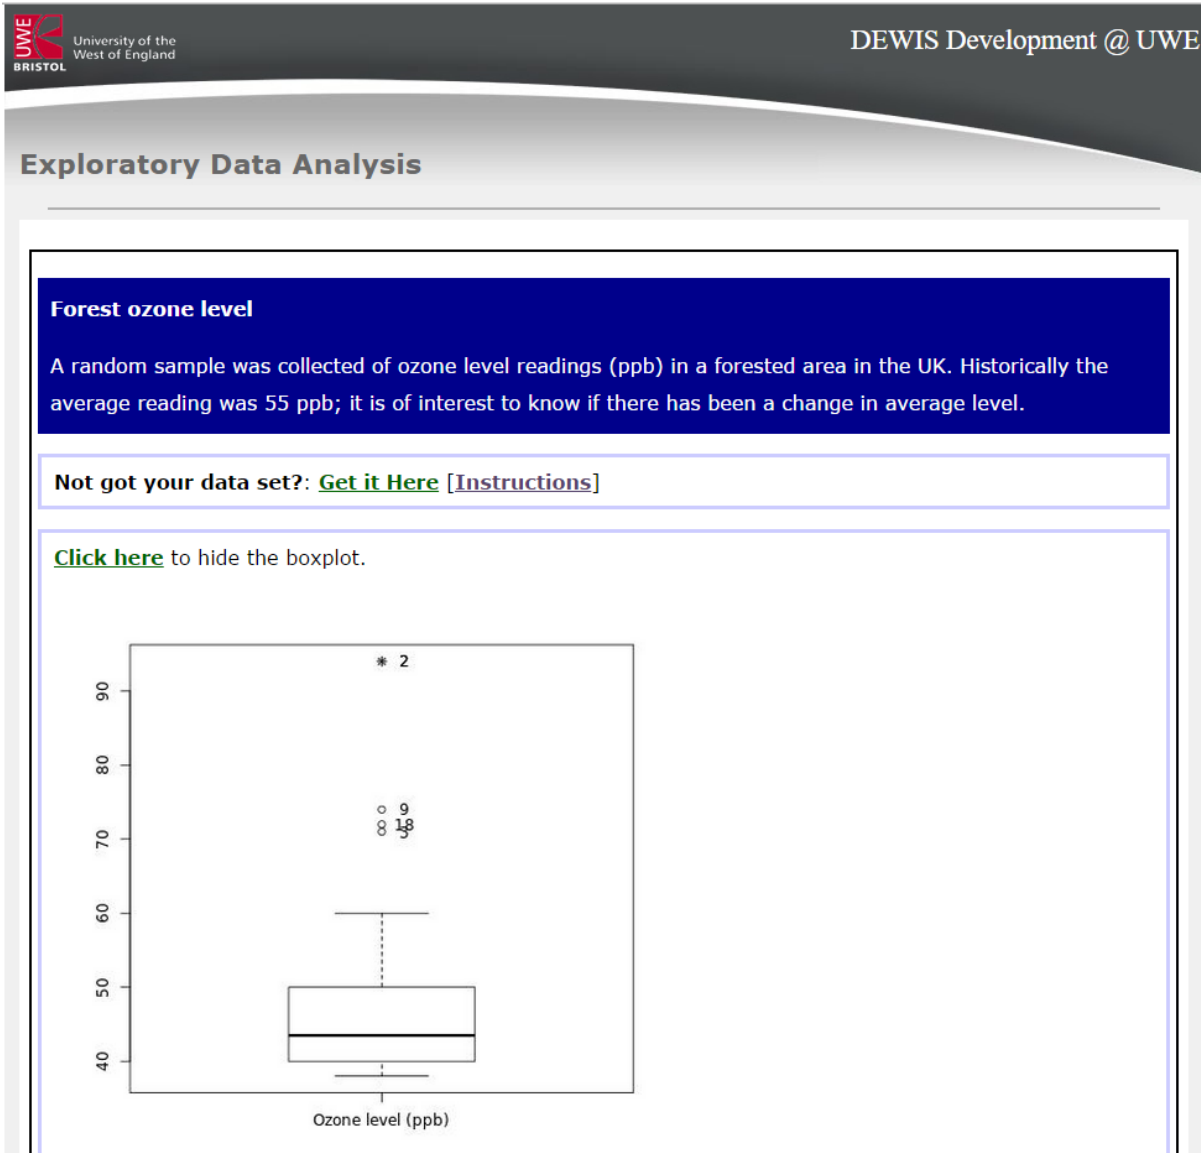 UWE
BRISTOL
University of the
West of England
DEWIS Development @ UWE
Exploratory Data Analysis
Forest ozone level
A random sample was collected of ozone level readings (ppb) in a forested area in the UK. Historically the
average reading was 55 ppb; it is of interest to know if there has been a change in average level.
Not got your data set?: Get it Here [Instructions]
Click here to hide the boxplot.
* 2
90
80
9
18
3
70
60
50
40
Ozone level (ppb)